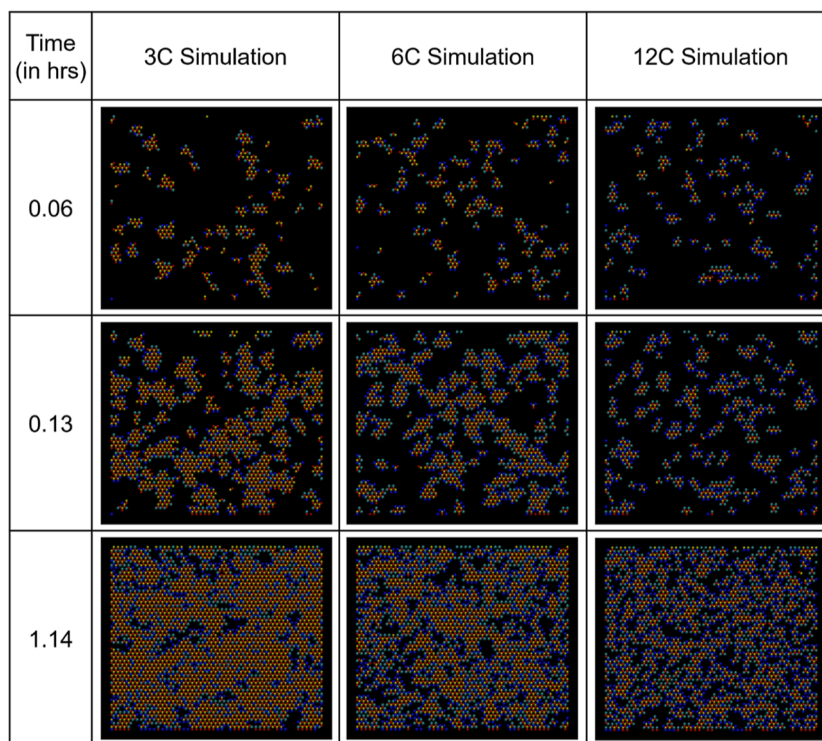 Time
(in hrs)
3C Simulation
6C Simulation
12C Simulation
0.06
0.13
1.14